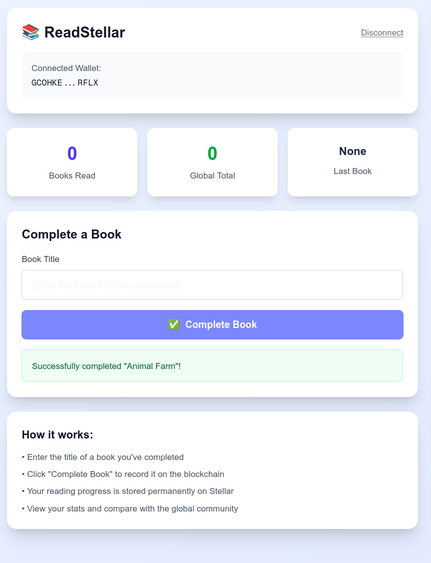 ReadStellar
Disconnect
Connected Wallet:
GCOHKE...RFLX
0
Books Read
0
Global Total
None
Last Book
Complete a Book
Book Title
Enter the book title you completed...
✅ Complete Book
Successfully completed "Animal Farm"!
How it works:
• Enter the title of a book you've completed
• Click "Complete Book" to record it on the blockchain
• Your reading progress is stored permanently on Stellar
• View your stats and compare with the global community